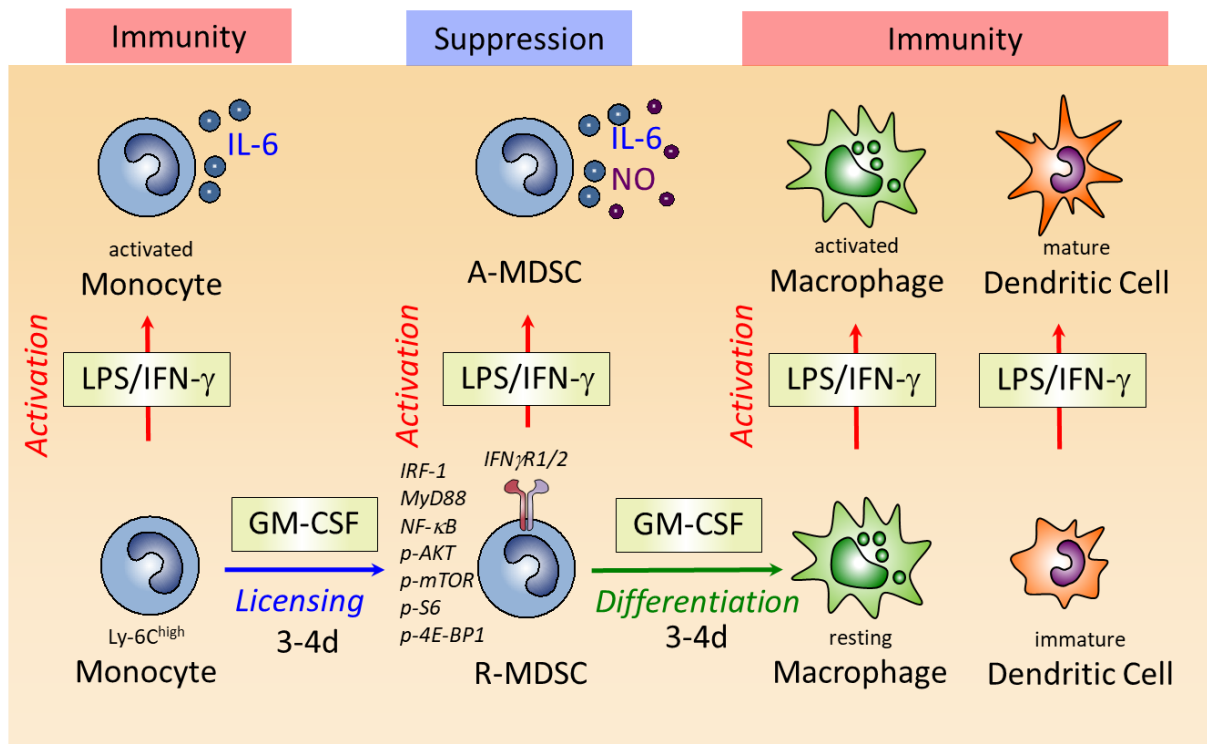 Immunity
Suppression
Immunity
IL-6
IL-6
NO
activated
Monocyte
A-MDSC
activated
Macrophage
mature
Dendritic Cell
Activation
LPS/IFN-γ
Activation
LPS/IFN-γ
Activation
LPS/IFN-γ
LPS/IFN-γ
IFNγR1/2
IRF-1
MyD88
NF-κB
p-AKT
p-mTOR
p-S6
p-4E-BP1
GM-CSF
Licensing
3-4d
GM-CSF
Differentiation
3-4d
Ly-6Chigh
Monocyte
R-MDSC
resting
Macrophage
immature
Dendritic Cell